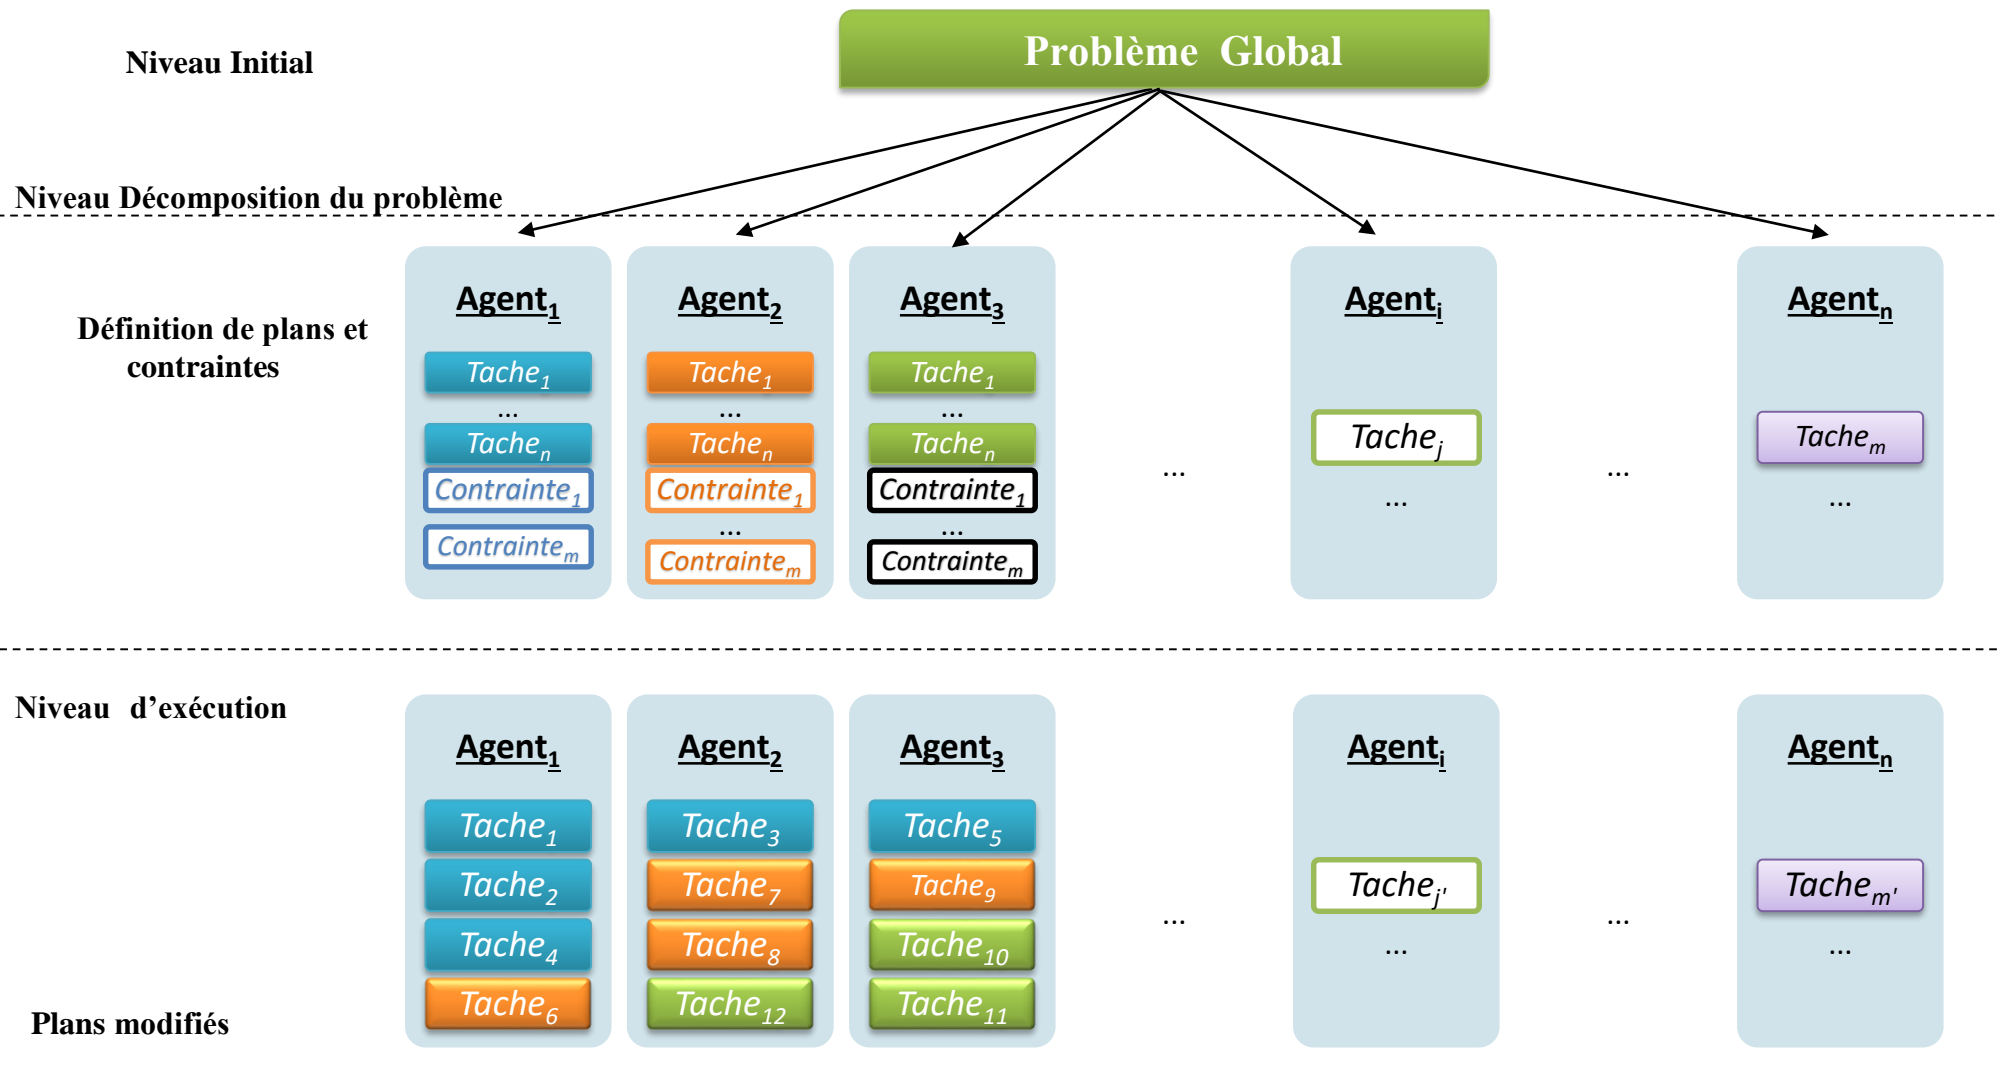 Niveau Initial
Problème Global
Niveau Décomposition du problème
Définition de plans et
contraintes
Agent1
Tache1
...
Tachen
Contrainte1
Contraintem
Agent2
Tache1
...
Tachen
Contrainte1
...
Contraintem
Agent3
Tache1
...
Tachen
Contrainte1
...
Contraintem
...
Agenti
Tachej
...
...
Agentn
Tachem
...
Niveau d’exécution
Plans modifiés
Agent1
Tache1
Tache2
Tache4
Tache6
Agent2
Tache3
Tache7
Tache8
Tache12
Agent3
Tache5
Tache9
Tache10
Tache11
...
Agenti
Tachej'
...
...
Agentn
Tachem'
...